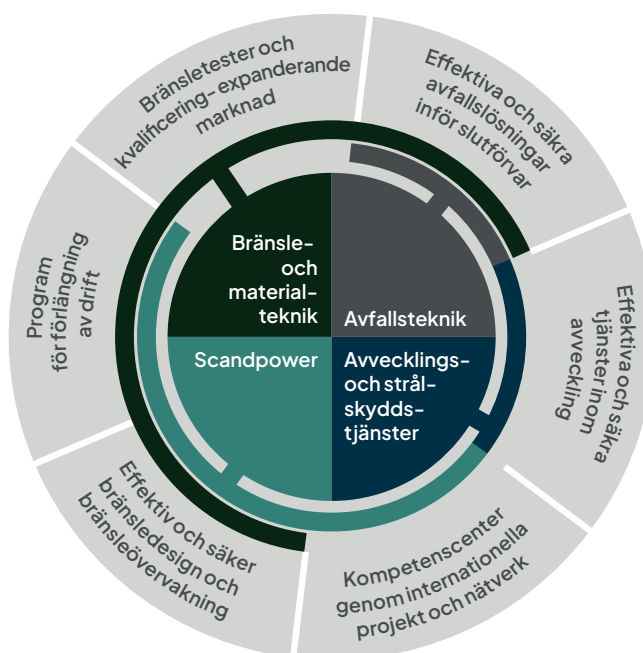 Bränsletester och
kvalificering–expanderande
marknad
Effektiva och säkra
avfallslösningar
inför slutförvar
Effektiva och säkra
tjänster inom
avveckling
Kompetenscenter
genom internationella
projekt och nätverk
Effektiv och säker
bränsledesign och
bränsleövervakning
Program
för förlängning
av drift
Bränsle–
och
material–
teknik
Avfallsteknik
Scandpower
Avvecklings–
och strål–
skydds–
tjänster